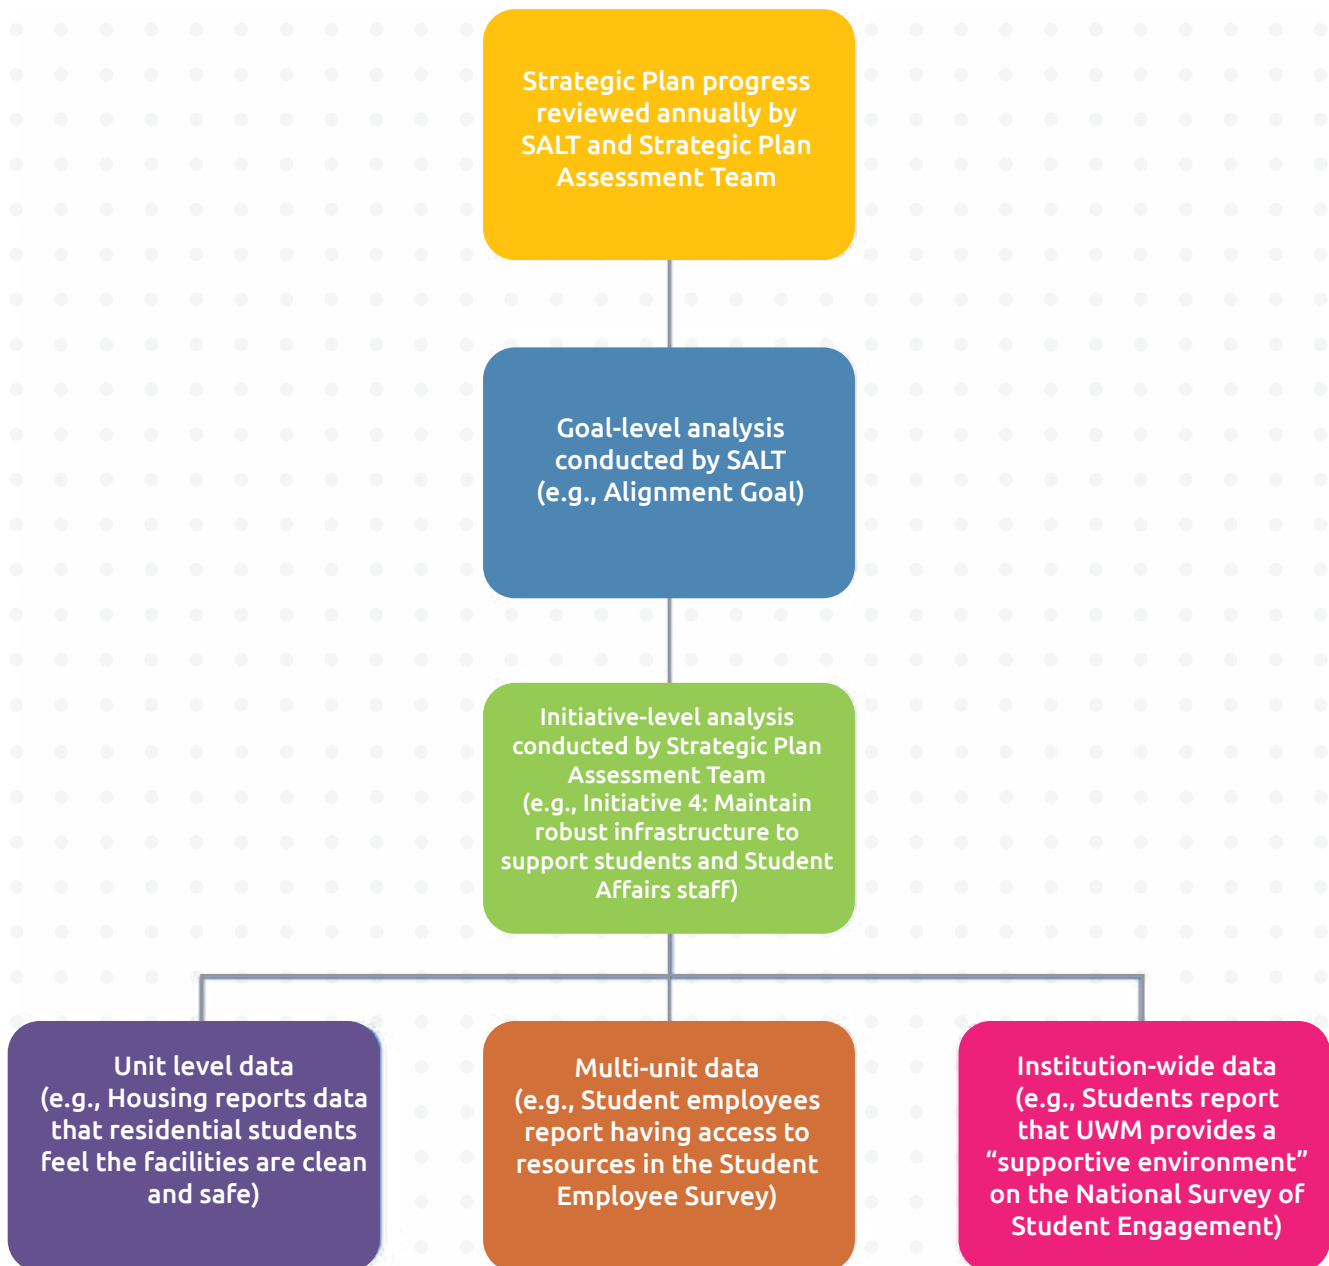 Strategic Plan progress
reviewed annually by
SALT and Strategic Plan
Assessment Team
Goal-level analysis
conducted by SALT
(e.g., Alignment Goal)
Initiative-level analysis
conducted by Strategic Plan
Assessment Team
(e.g., Initiative 4: Maintain
robust infrastructure to
support students and Student
Affairs staff)
Unit level data
(e.g., Housing reports data
that residential students
feel the facilities are clean
and safe)
Multi-unit data
(e.g., Student employees
report having access to
resources in the Student
Employee Survey)
Institution-wide data
(e.g., Students report
that UWM provides a
“supportive environment”
on the National Survey of
Student Engagement)